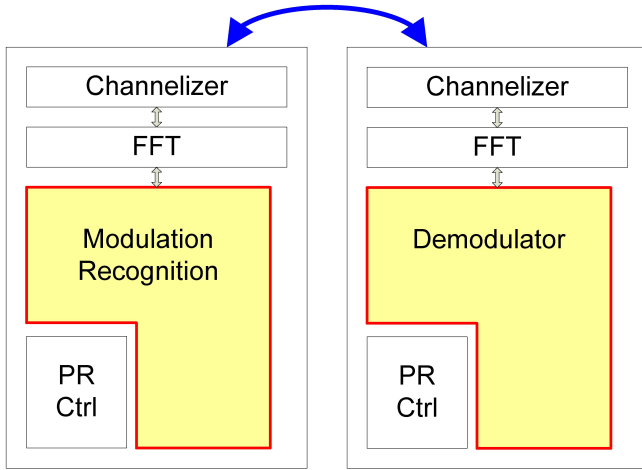 Channelizer
FFT
Modulation
Recognition
PR
Ctrl
Channelizer
FFT
Demodulator
PR
Ctrl